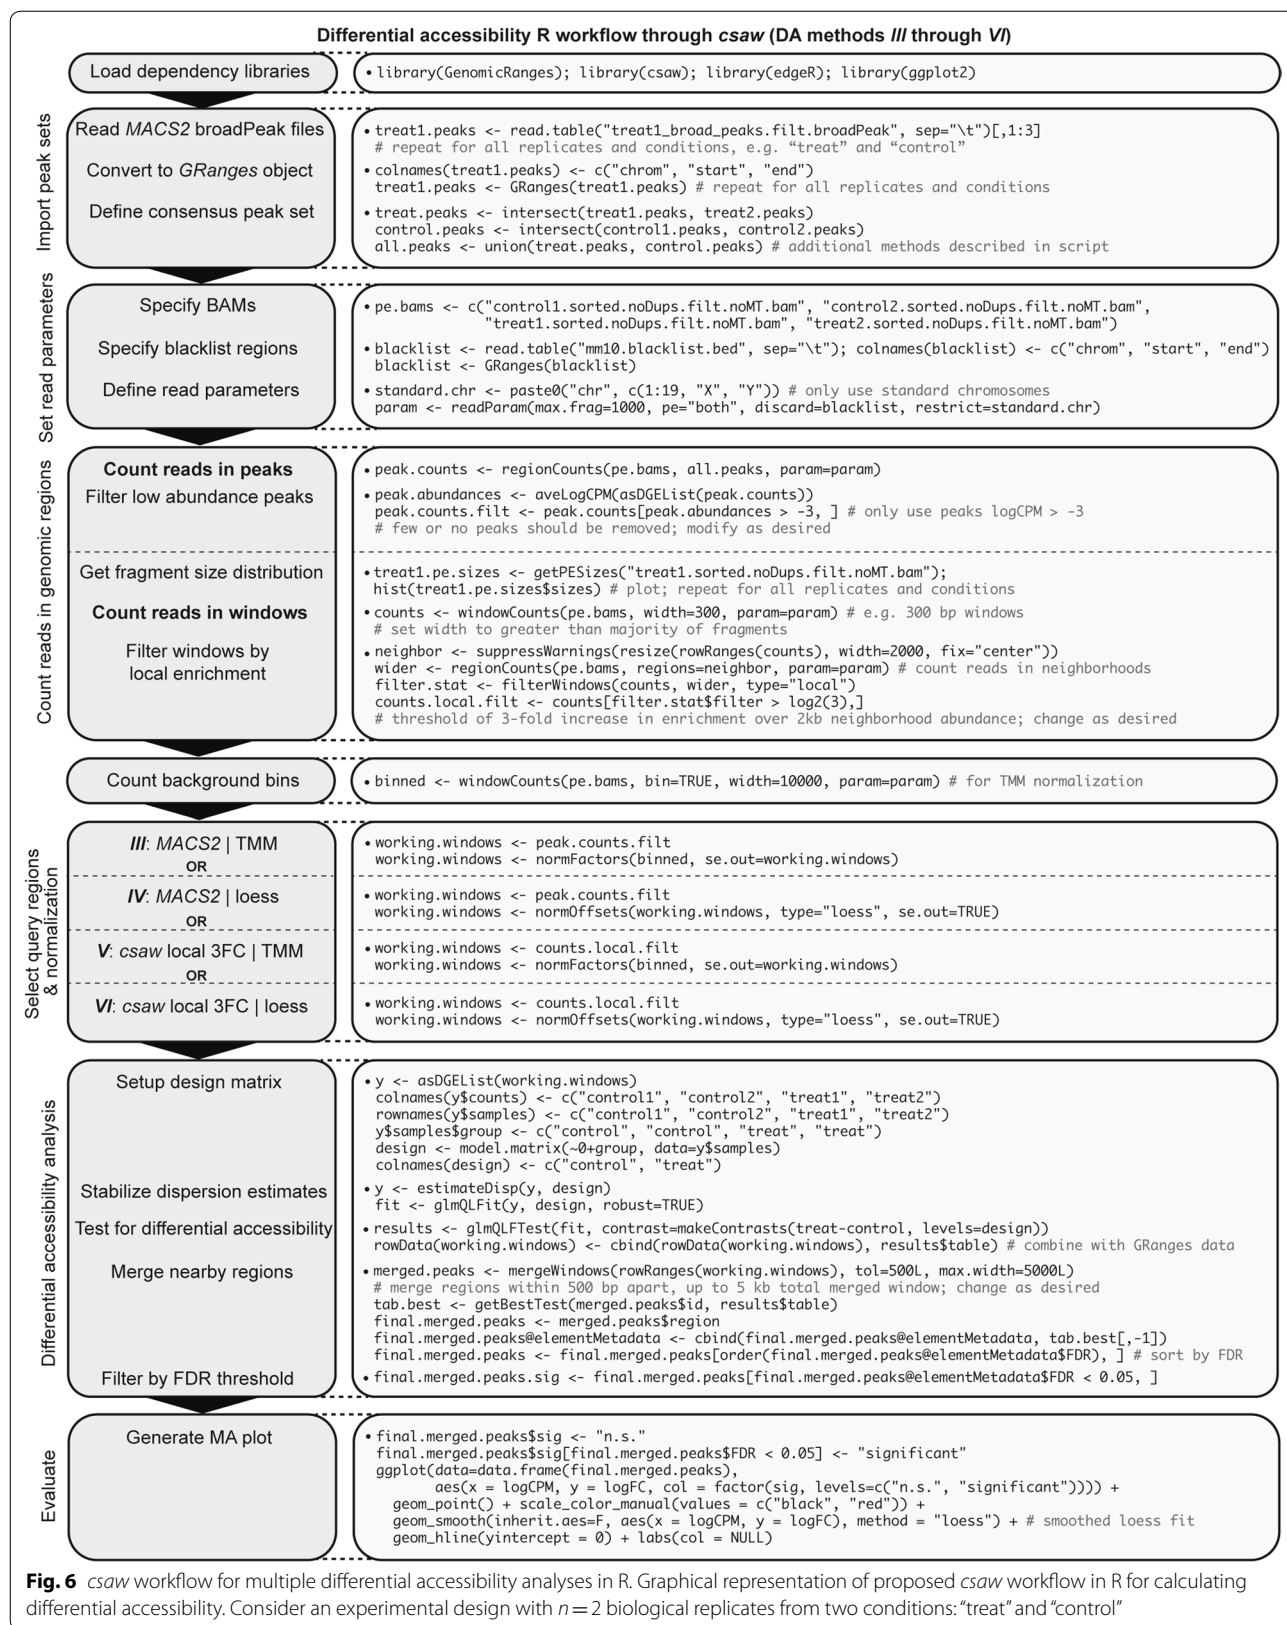 Differential accessibility R workflow through csaw (DA methods III through VI)
Load dependency libraries
• library(GenomicRanges); library(csaw); library(edgeR); library(ggplot2)
Import peak sets
Read MACS2 broadPeak files
• treat1.peaks <- read.table("treat1_broad_peaks.filt.broadPeak", sep="\t")[,1:3]
# repeat for all replicates and conditions, e.g. “treat” and “control”
Convert to GRanges object
• colnames(treat1.peaks) <- c("chrom", "start", "end")
treat1.peaks <- GRanges(treat1.peaks) # repeat for all replicates and conditions
Define consensus peak set
• treat.peaks <- intersect(treat1.peaks, treat2.peaks)
control.peaks <- intersect(control1.peaks, control2.peaks)
all.peaks <- union(treat.peaks, control.peaks) # additional methods described in script
Set read parameters
Specify BAMs
• pe.bams <- c("control1.sorted.noDups.filt.noMT.bam", "control2.sorted.noDups.filt.noMT.bam",
"treat1.sorted.noDups.filt.noMT.bam", "treat2.sorted.noDups.filt.noMT.bam")
Specify blacklist regions
• blacklist <- read.table("mm10.blacklist.bed", sep="\t"); colnames(blacklist) <- c("chrom", "start", "end")
blacklist <- GRanges(blacklist)
Define read parameters
• standard.chr <- paste0("chr", c(1:19, "X", "Y")) # only use standard chromosomes
param <- readParam(max.frag=1000, pe="both", discard=blacklist, restrict=standard.chr)
Count reads in genomic regions
Count reads in peaks
• peak.counts <- regionCounts(pe.bams, all.peaks, param=param)
Filter low abundance peaks
• peak.abundances <- aveLogCPM(asDGEList(peak.counts))
peak.counts.filt <- peak.counts[peak.abundances > -3, ] # only use peaks logCPM > -3
# few or no peaks should be removed; modify as desired
Get fragment size distribution
• treat1.pe.sizes <- getPESizes("treat1.sorted.noDups.filt.noMT.bam");
hist(treat1.pe.sizes$sizes) # plot; repeat for all replicates and conditions
Count reads in windows
• counts <- windowCounts(pe.bams, width=300, param=param) # e.g. 300 bp windows
# set width to greater than majority of fragments
Filter windows by
local enrichment
• neighbor <- suppressWarnings(resize(rowRanges(counts), width=2000, fix="center"))
wider <- regionCounts(pe.bams, regions=neighbor, param=param) # count reads in neighborhoods
filter.stat <- filterWindows(counts, wider, type="local")
counts.local.filt <- counts[filter.stat$filter > log2(3),]
# threshold of 3-fold increase in enrichment over 2kb neighborhood abundance; change as desired
Count background bins
• binned <- windowCounts(pe.bams, bin=TRUE, width=10000, param=param) # for TMM normalization
Select query regions
& normalization
III: MACS2 | TMM
OR
• working.windows <- peak.counts.filt
working.windows <- normFactors(binned, se.out=working.windows)
IV: MACS2 | loess
OR
• working.windows <- peak.counts.filt
working.windows <- normOffsets(working.windows, type="loess", se.out=TRUE)
V: csaw local 3FC | TMM
OR
• working.windows <- counts.local.filt
working.windows <- normFactors(binned, se.out=working.windows)
VI: csaw local 3FC | loess
• working.windows <- counts.local.filt
working.windows <- normOffsets(working.windows, type="loess", se.out=TRUE)
Differential accessibility analysis
Setup design matrix
• y <- asDGEList(working.windows)
colnames(y$counts) <- c("control1", "control2", "treat1", "treat2")
rownames(y$samples) <- c("control1", "control2", "treat1", "treat2")
y$samples$group <- c("control", "control", "treat", "treat")
design <- model.matrix(~0+group, data=y$samples)
colnames(design) <- c("control", "treat")
Stabilize dispersion estimates
• y <- estimateDisp(y, design)
fit <- glmQLFit(y, design, robust=TRUE)
Test for differential accessibility
• results <- glmQLFTest(fit, contrast=makeContrasts(treat-control, levels=design))
rowData(working.windows) <- cbind(rowData(working.windows), results$table) # combine with GRanges data
Merge nearby regions
• merged.peaks <- mergeWindows(rowRanges(working.windows), tol=500L, max.width=5000L)
# merge regions within 500 bp apart, up to 5 kb total merged window; change as desired
tab.best <- getBestTest(merged.peaks$id, results$table)
final.merged.peaks <- merged.peaks$region
final.merged.peaks@elementMetadata <- cbind(final.merged.peaks@elementMetadata, tab.best[,-1])
final.merged.peaks <- final.merged.peaks[order(final.merged.peaks@elementMetadata$FDR), ] # sort by FDR
Filter by FDR threshold
• final.merged.peaks.sig <- final.merged.peaks[final.merged.peaks@elementMetadata$FDR < 0.05, ]
Evaluate
Generate MA plot
• final.merged.peaks$sig <- "n.s."
final.merged.peaks$sig[final.merged.peaks$FDR < 0.05] <- "significant"
ggplot(data=data.frame(final.merged.peaks),
aes(x = logCPM, y = logFC, col = factor(sig, levels=c("n.s.", "significant")))) +
geom_point() + scale_color_manual(values = c("black", "red")) +
geom_smooth(inherit.aes=F, aes(x = logCPM, y = logFC), method = "loess") + # smoothed loess fit
geom_hline(yintercept = 0) + labs(col = NULL)
Fig. 6 csaw workflow for multiple differential accessibility analyses in R. Graphical representation of proposed csaw workflow in R for calculating
differential accessibility. Consider an experimental design with n = 2 biological replicates from two conditions: “treat” and “control”